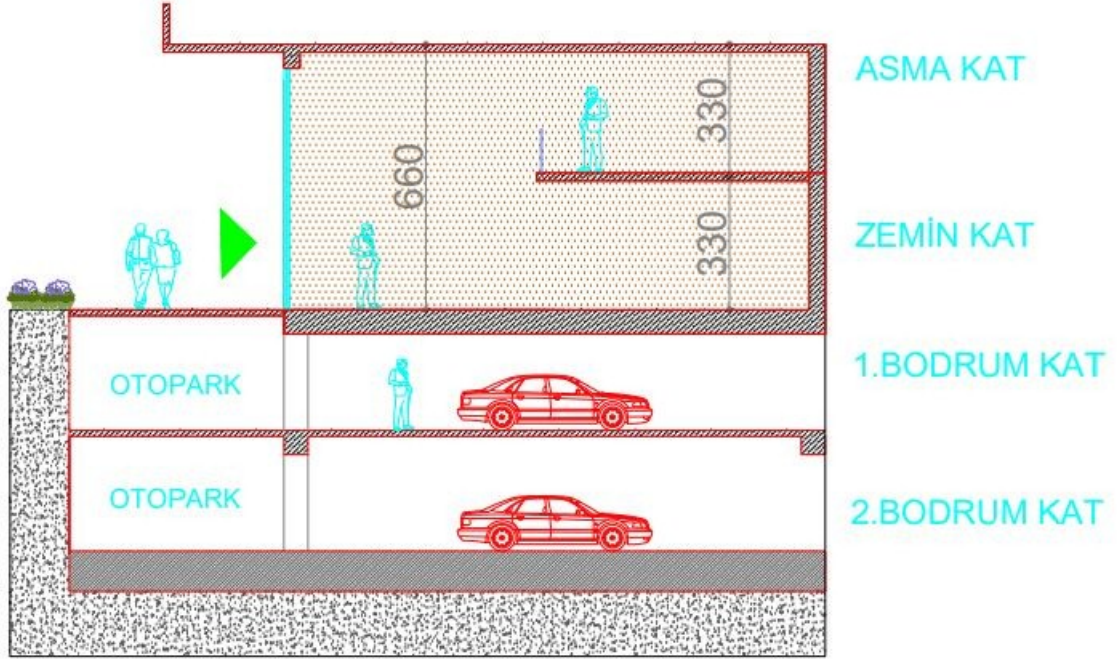 ASMA KAT
330
660
ZEMİN KAT
330
1.BODRUM KAT
OTOPARK
OTOPARK
2.BODRUM KAT